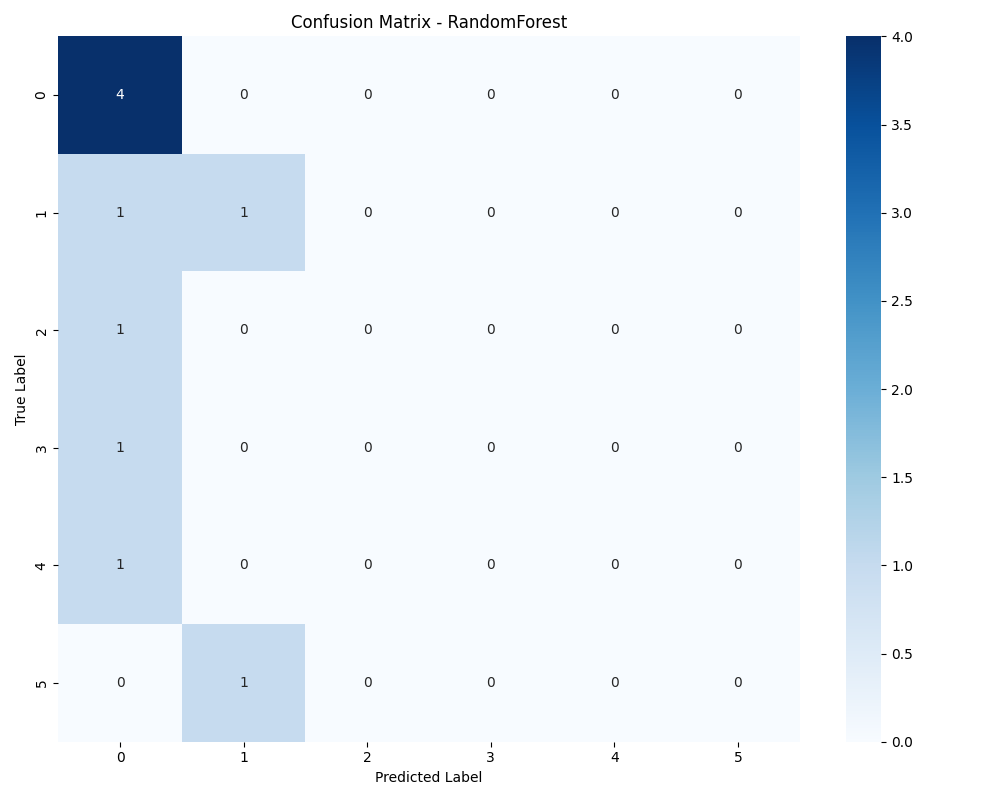 Confusion Matrix - RandomForest
True Label
0 4 0 0 0 0 0
1 1 1 0 0 0 0
2 1 0 0 0 0 0
3 1 0 0 0 0 0
4 1 0 0 0 0 0
5 0 1 0 0 0 0
0 1 2 3 4 5
Predicted Label
4.0
3.5
3.0
2.5
2.0
1.5
1.0
0.5
0.0